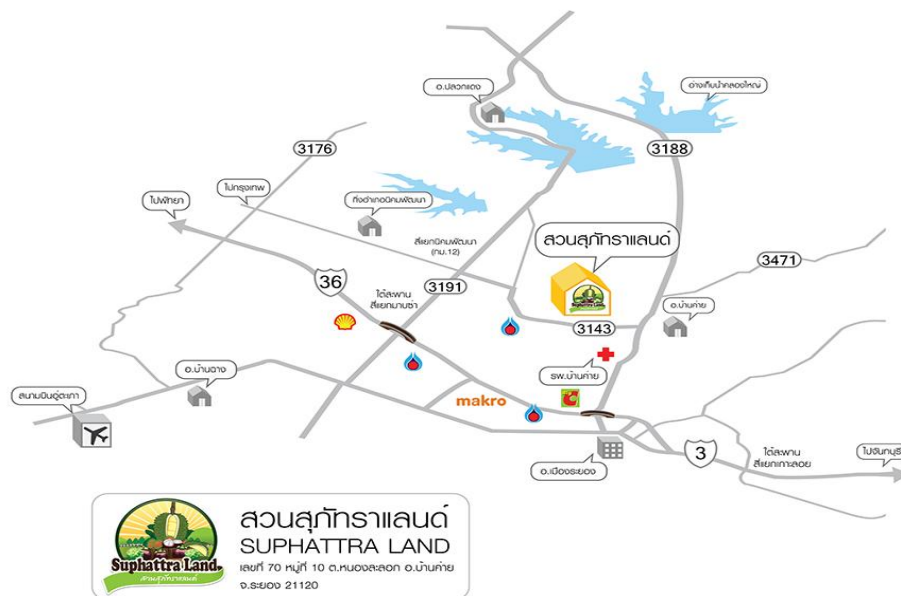 อ.ปลวกแดง
อ่างเก็บน้ำคลองใหญ่
3176
3188
ไปกรุงเทพ
ไปพัทยา
กิ่งอำเภอนิคมพัฒนา
สี่แยกนิคมพัฒนา
(กม.12)
สวนสุภัทราแลนด์
3471
36
ใต้สะพาน
สี่แยกมาบข่า
3191
Suphattra Land
3143
อ.บ้านค่าย
อ.บ้านฉาง
รพ.บ้านค่าย
สนามบินอู่ตะเภา
makro
C
3
ใต้สะพาน
สี่แยกเกาะลอย
ไปจันทบุรี
อ.เมืองระยอง
Suphattra Land
สวนสุภัทราแลนด์
สวนสุภัทราแลนด์
SUPHATTRA LAND
เลขที่ 70 หมู่ที่ 10 ต.หนองละลอก อ.บ้านค่าย
จ.ระยอง 21120